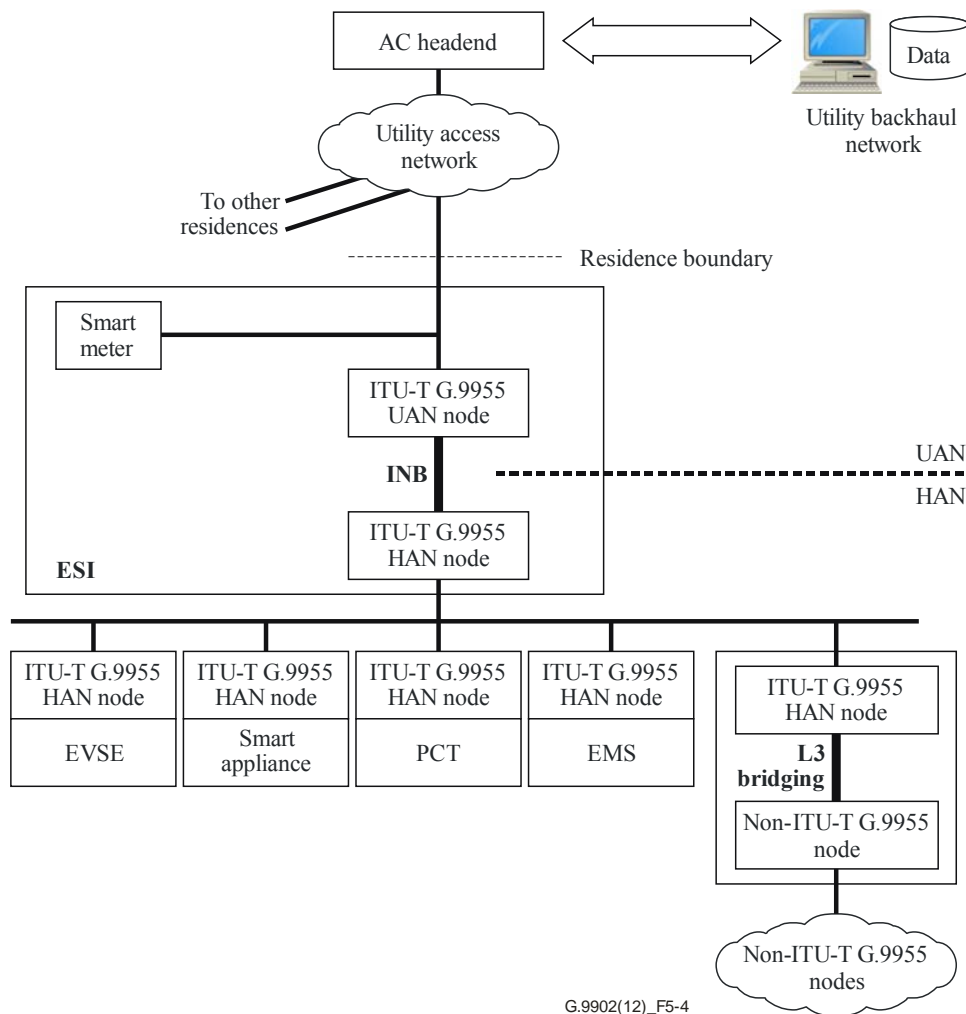 AC headend
Data
Utility backhaul
network
Utility access
network
To other
residences
Residence boundary
Smart
meter
ITU-T G.9955
UAN node
INB
UAN
HAN
ITU-T G.9955
HAN node
ESI
ITU-T G.9955
HAN node
EVSE
ITU-T G.9955
HAN node
Smart
appliance
ITU-T G.9955
HAN node
PCT
ITU-T G.9955
HAN node
EMS
ITU-T G.9955
HAN node
L3
bridging
Non-ITU-T G.9955
node
Non-ITU-T G.9955
nodes
G.9902(12)_F5-4